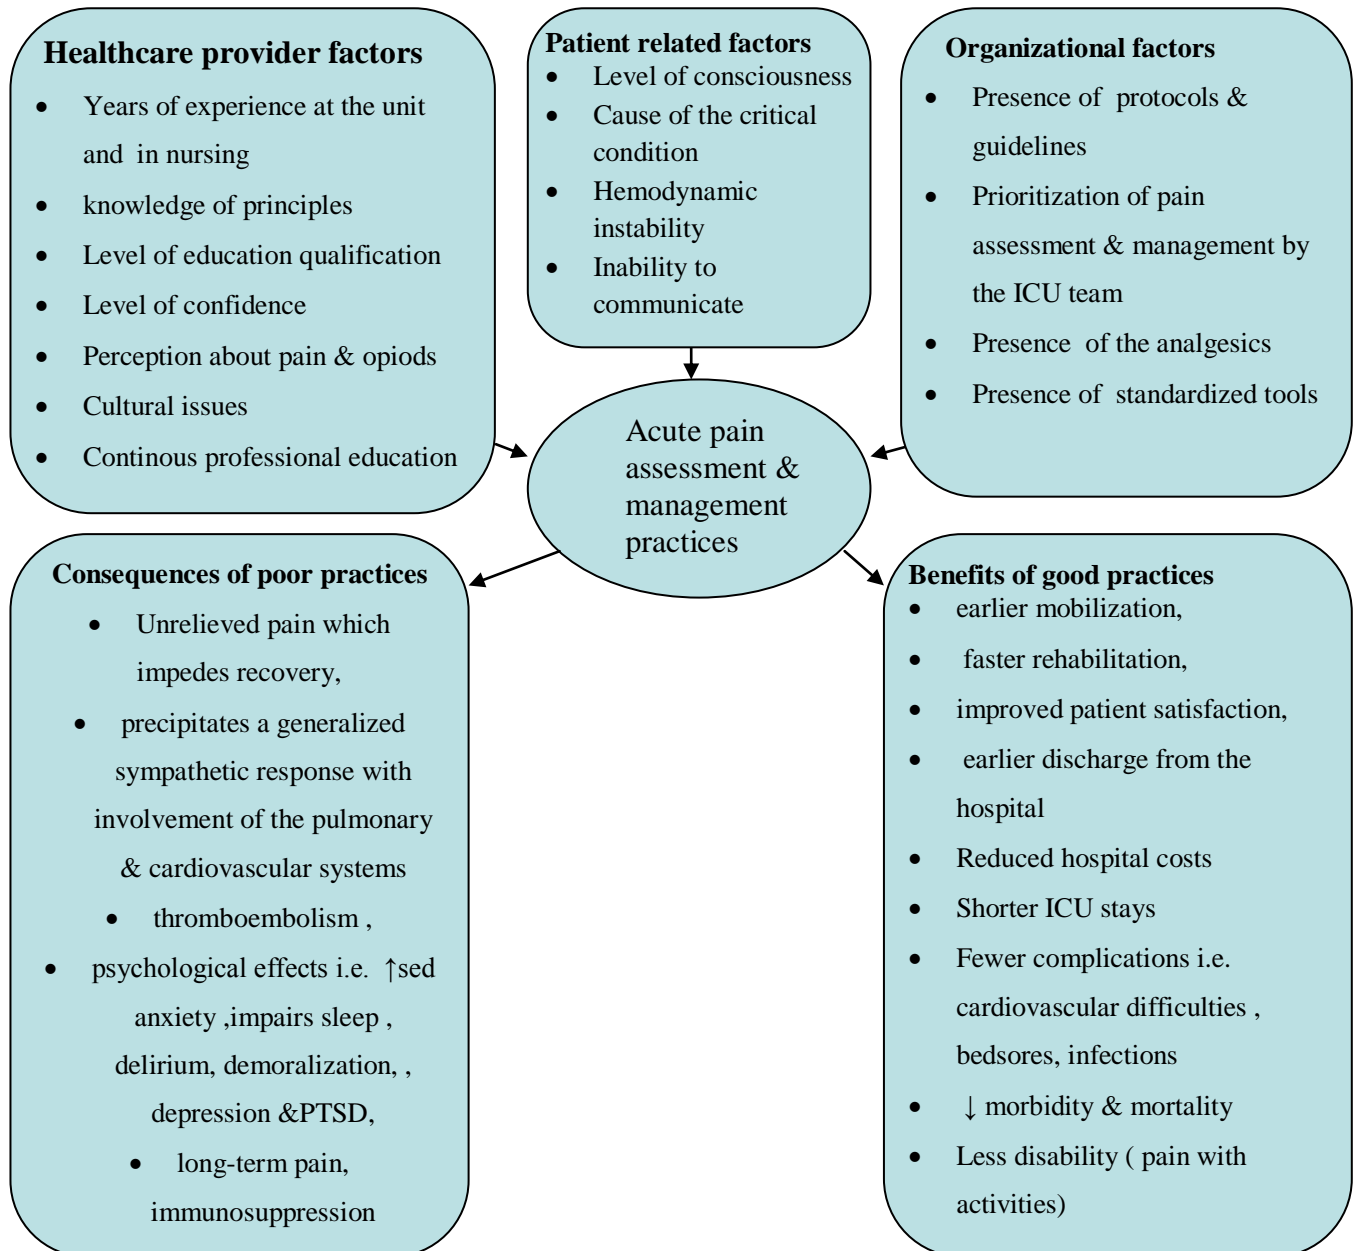 Healthcare provider factors
• Years of experience at the unit
and in nursing
• knowledge of principles
• Level of education qualification
• Level of confidence
• Perception about pain & opiods
• Cultural issues
• Continous professional education
Patient related factors
• Level of consciousness
• Cause of the critical
condition
• Hemodynamic
instability
• Inability to
communicate
Organizational factors
• Presence of protocols &
guidelines
• Prioritization of pain
assessment & management by
the ICU team
• Presence of the analgesics
• Presence of standardized tools
Acute pain
assessment &
management
practices
Consequences of poor practices
• Unrelieved pain which
impedes recovery,
• precipitates a generalized
sympathetic response with
involvement of the pulmonary
& cardiovascular systems
• thromboembolism ,
• psychological effects i.e. ↑sed
anxiety ,impairs sleep ,
delirium, demoralization, ,
depression &PTSD,
• long-term pain,
immunosuppression
Benefits of good practices
• earlier mobilization,
• faster rehabilitation,
• improved patient satisfaction,
• earlier discharge from the
hospital
• Reduced hospital costs
• Shorter ICU stays
• Fewer complications i.e.
cardiovascular difficulties ,
bedsores, infections
• ↓ morbidity & mortality
• Less disability ( pain with
activities)